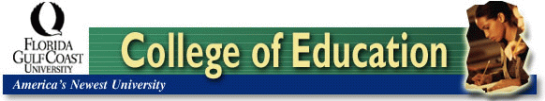 FLORIDA
GULF COAST
UNIVERSITY
College of Education
America's Newest University